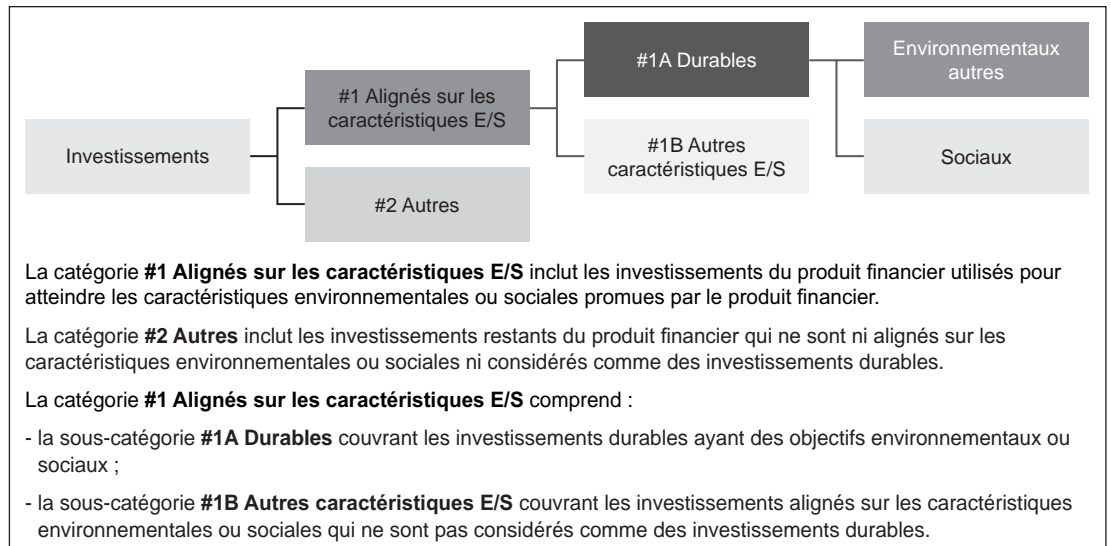 #1A Durables
Environnementaux
autres
#1 Alignés sur les
caractéristiques E/S
Investissements
#1B Autres
caractéristiques E/S
Sociaux
#2 Autres
La catégorie #1 Alignés sur les caractéristiques E/S inclut les investissements du produit financier utilisés pour
atteindre les caractéristiques environnementales ou sociales promues par le produit financier.
La catégorie #2 Autres inclut les investissements restants du produit financier qui ne sont ni alignés sur les
caractéristiques environnementales ou sociales ni considérés comme des investissements durables.
La catégorie #1 Alignés sur les caractéristiques E/S comprend :
- la sous-catégorie #1A Durables couvrant les investissements durables ayant des objectifs environnementaux ou
sociaux ;
- la sous-catégorie #1B Autres caractéristiques E/S couvrant les investissements alignés sur les caractéristiques
environnementales ou sociales qui ne sont pas considérés comme des investissements durables.